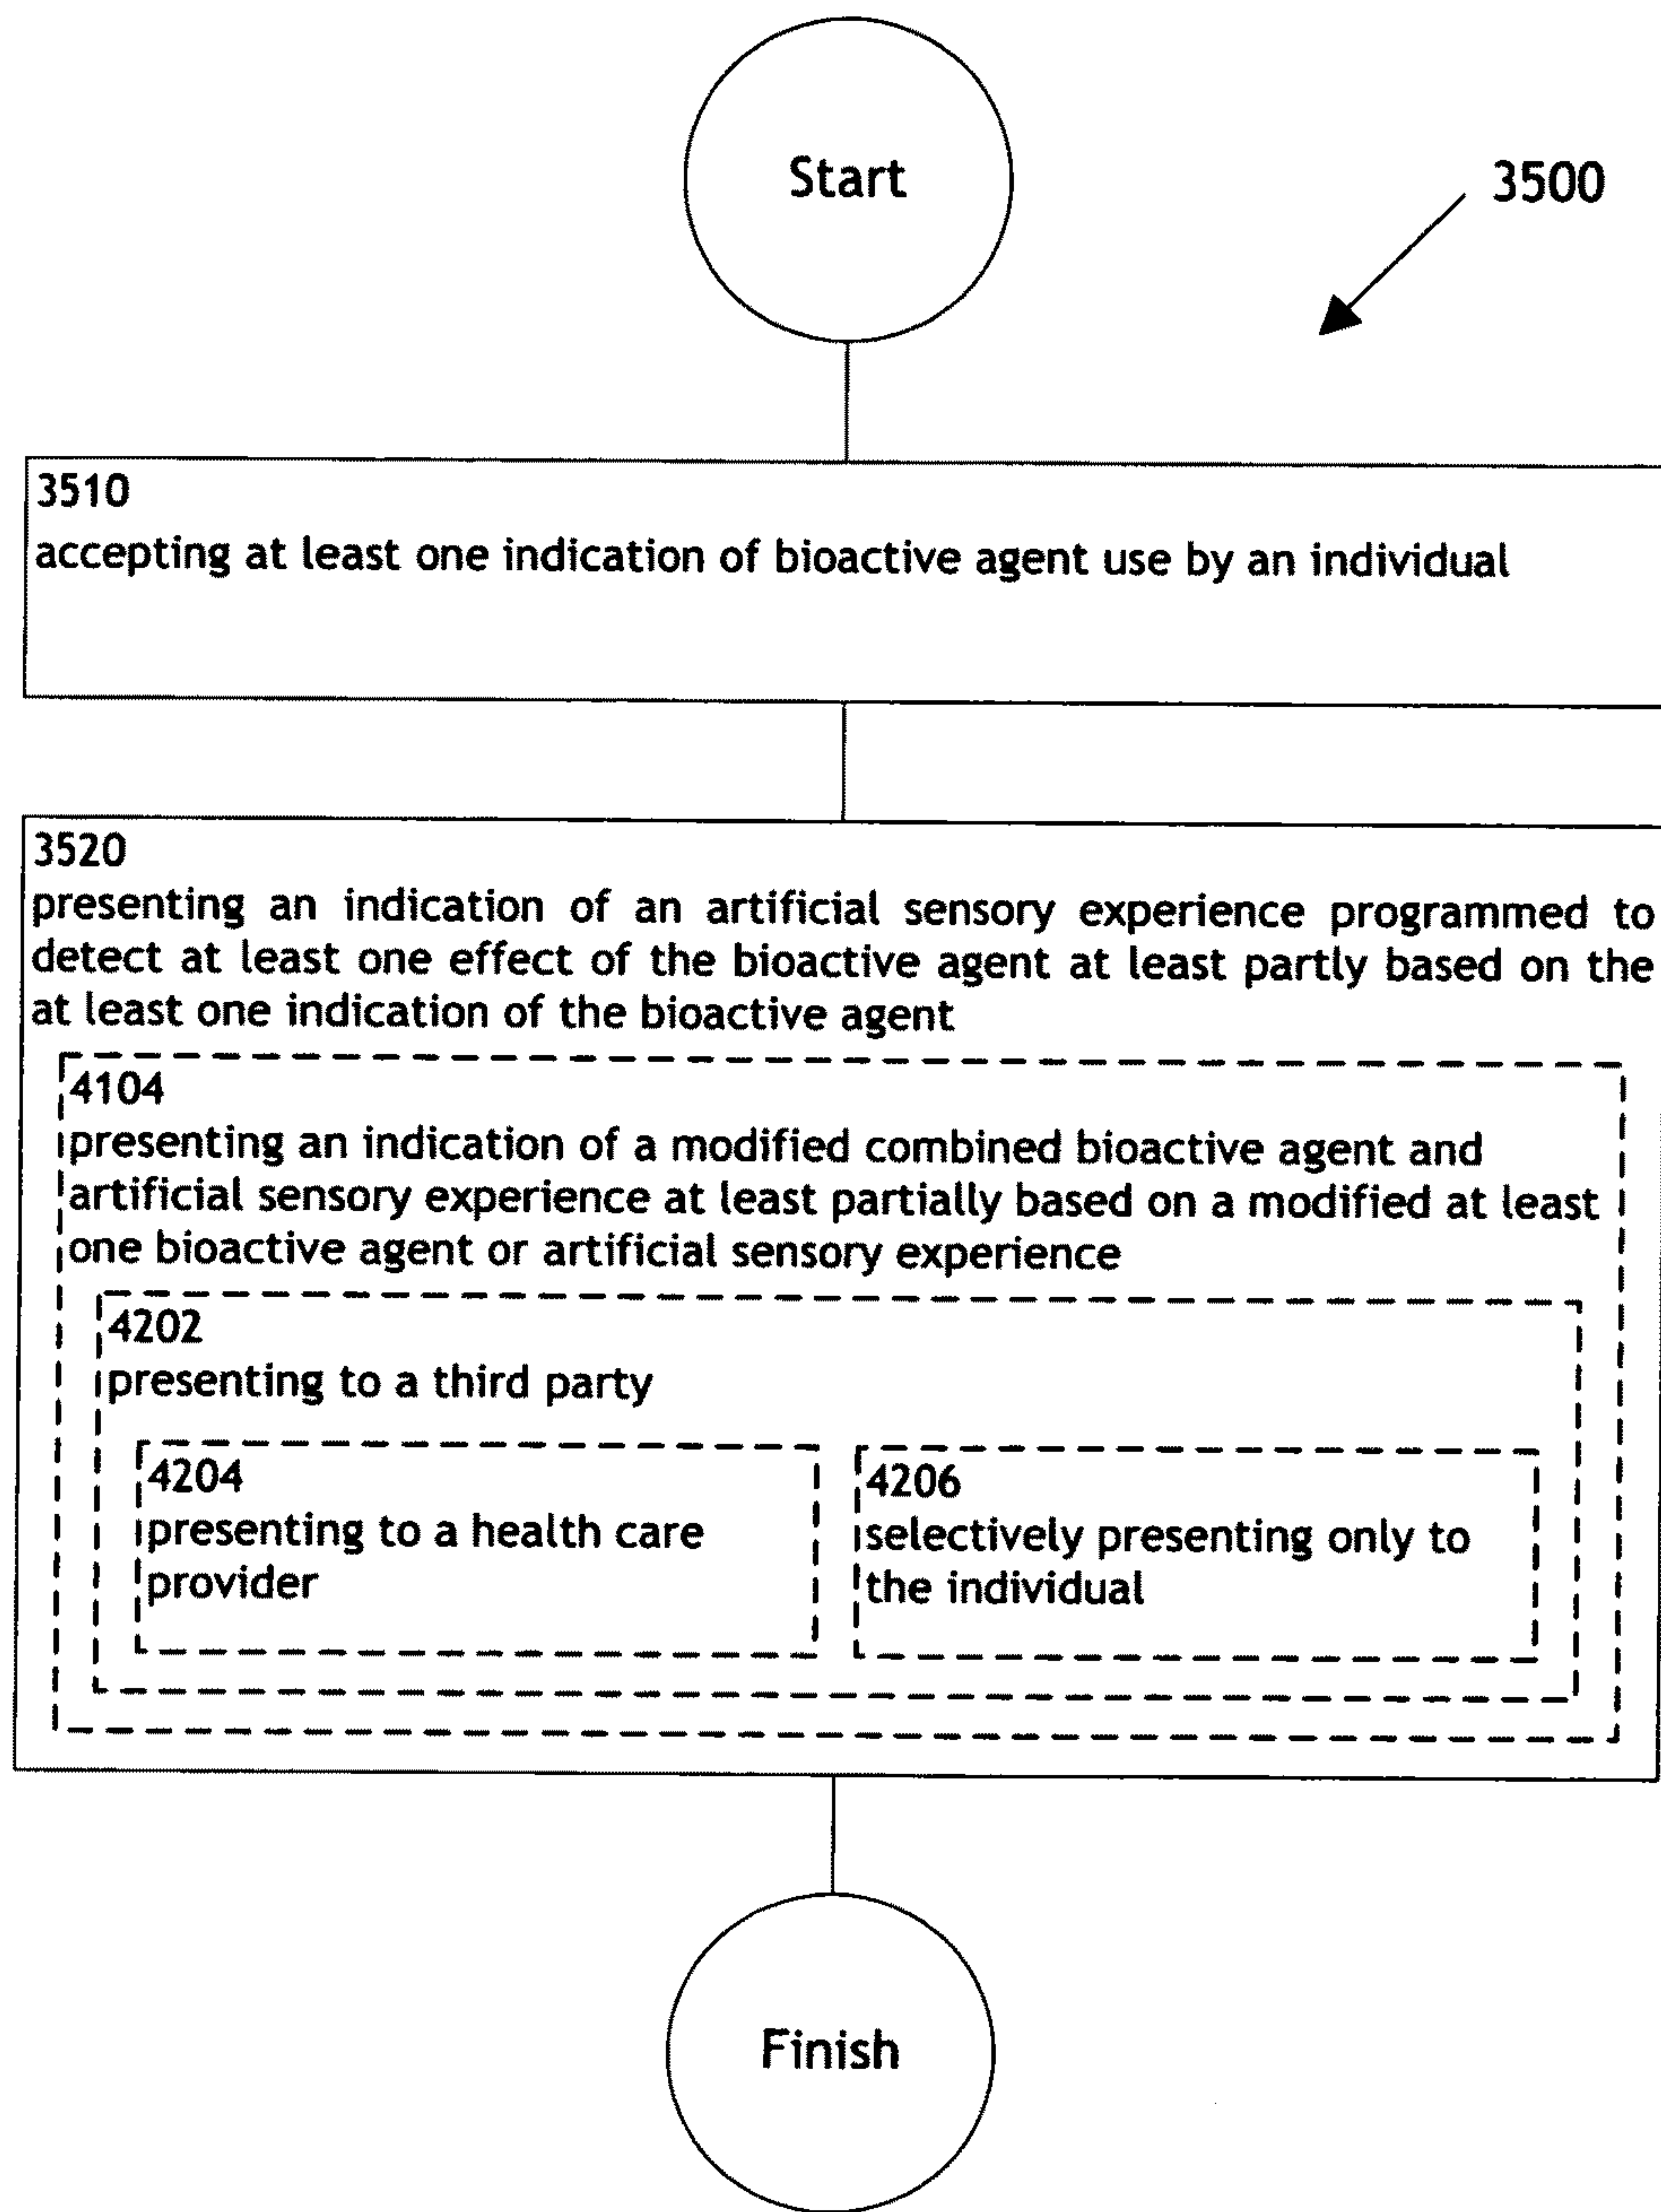 Start
3500
3510
accepting at least one indication of bioactive agent use by an individual
3520
presenting an indication of an artificial sensory experience programmed to
detect at least one effect of the bioactive agent at least partly based on the
at least one indication of the bioactive agent
4104
presenting an indication of a modified combined bioactive agent and
artificial sensory experience at least partially based on a modified at least
one bioactive agent or artificial sensory experience
4202
presenting to a third party
4204
presenting to a health care
provider
4206
selectively presenting only to
the individual
Finish